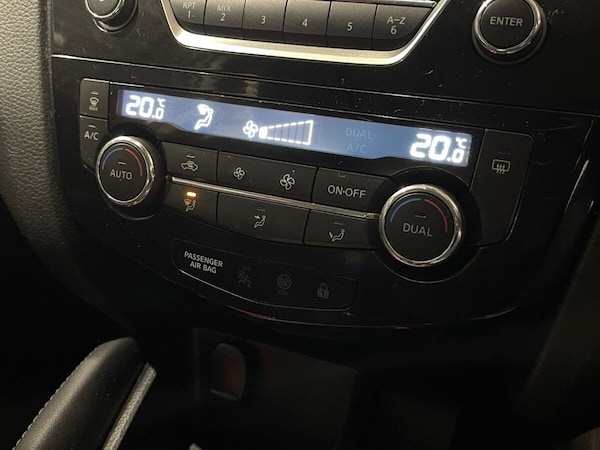 RPT
1
MIX
2
3
4
5
A-Z
6
ENTER
MAX
20.0°C
DUAL
A/C
20.0°C
A/C
AUTO
ON·OFF
DUAL
PASSENGER
AIR BAG